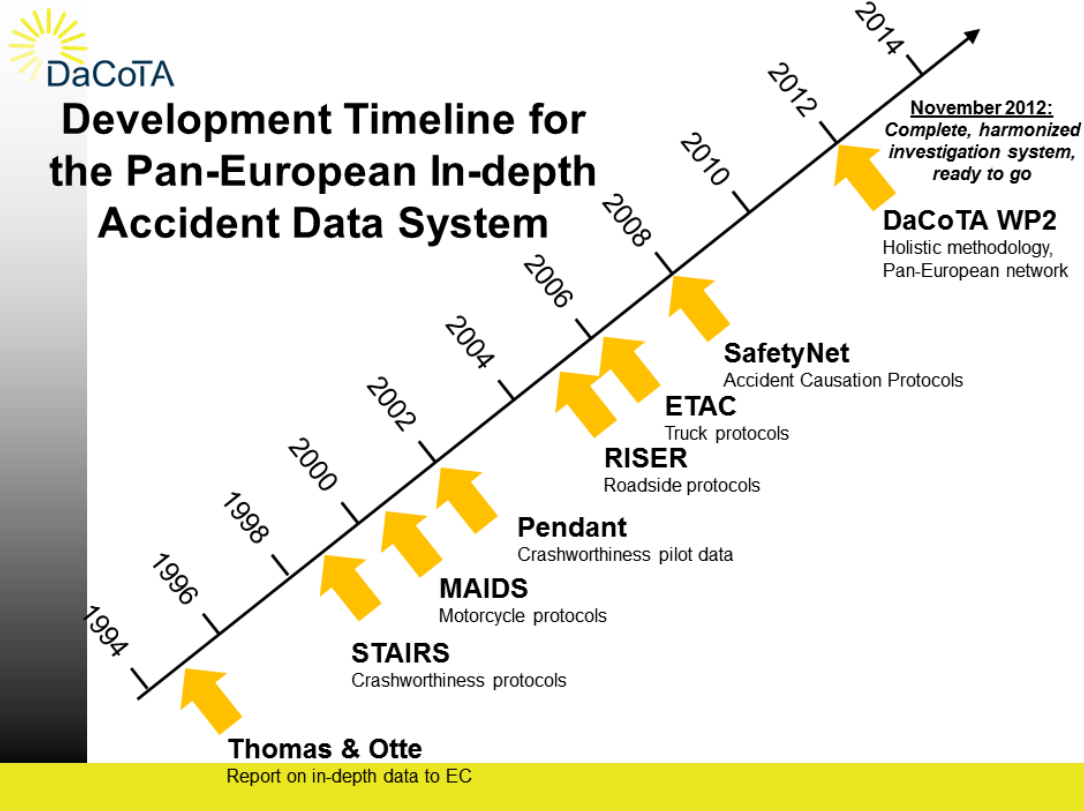 DaCoTA
Development Timeline for
the Pan-European In-depth
Accident Data System
2014
2012
2010
2008
2006
2004
2002
2000
1998
1996
1994
November 2012:
Complete, harmonized
investigation system,
ready to go
DaCoTA WP2
Holistic methodology,
Pan-European network
SafetyNet
Accident Causation Protocols
ETAC
Truck protocols
RISER
Roadside protocols
Pendant
Crashworthiness pilot data
MAIDS
Motorcycle protocols
STAIRS
Crashworthiness protocols
Thomas & Otte
Report on in-depth data to EC